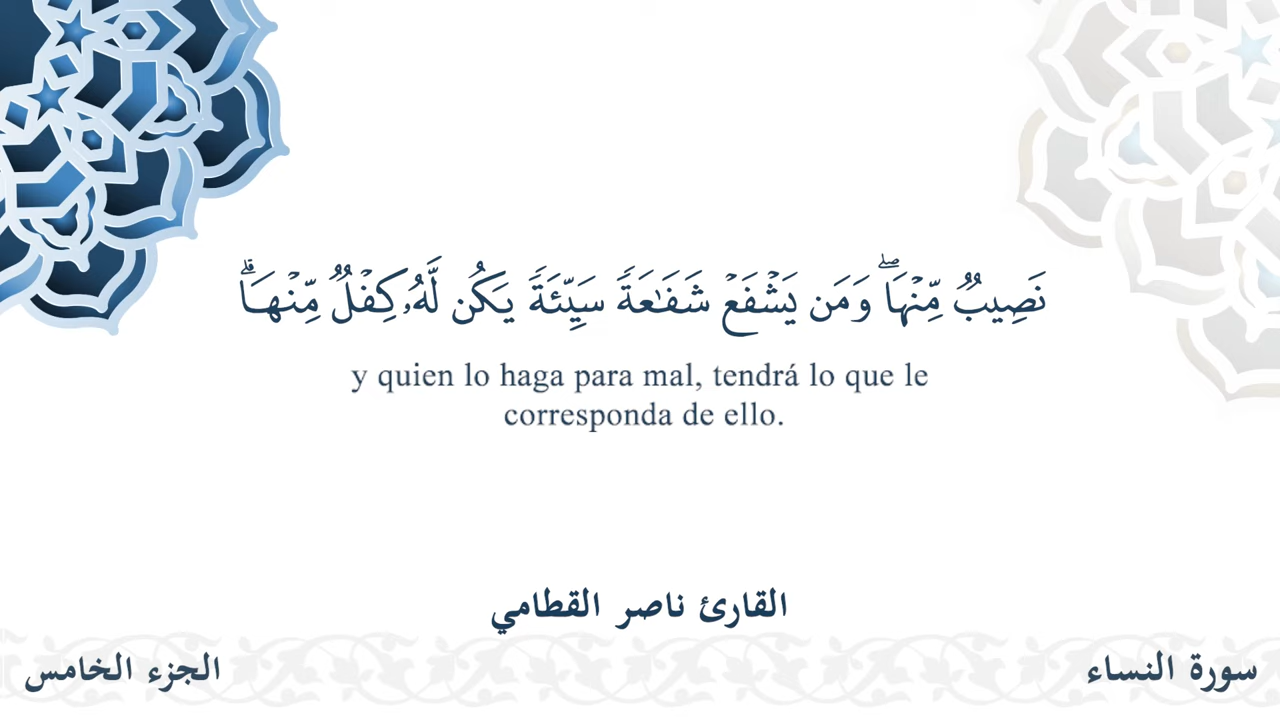 نَصِيبٌ مِّنْهَاۖ وَمَن يَشْفَعْ شَفَٰعَةً سَيِّئَةً يَكُن لَّهُۥ كِفْلٌ مِّنْهَاۗ
y quien lo haga para mal, tendrá lo que le
corresponda de ello.
القارئ ناصر القطامي
سورة النساء
الجزء الخامس